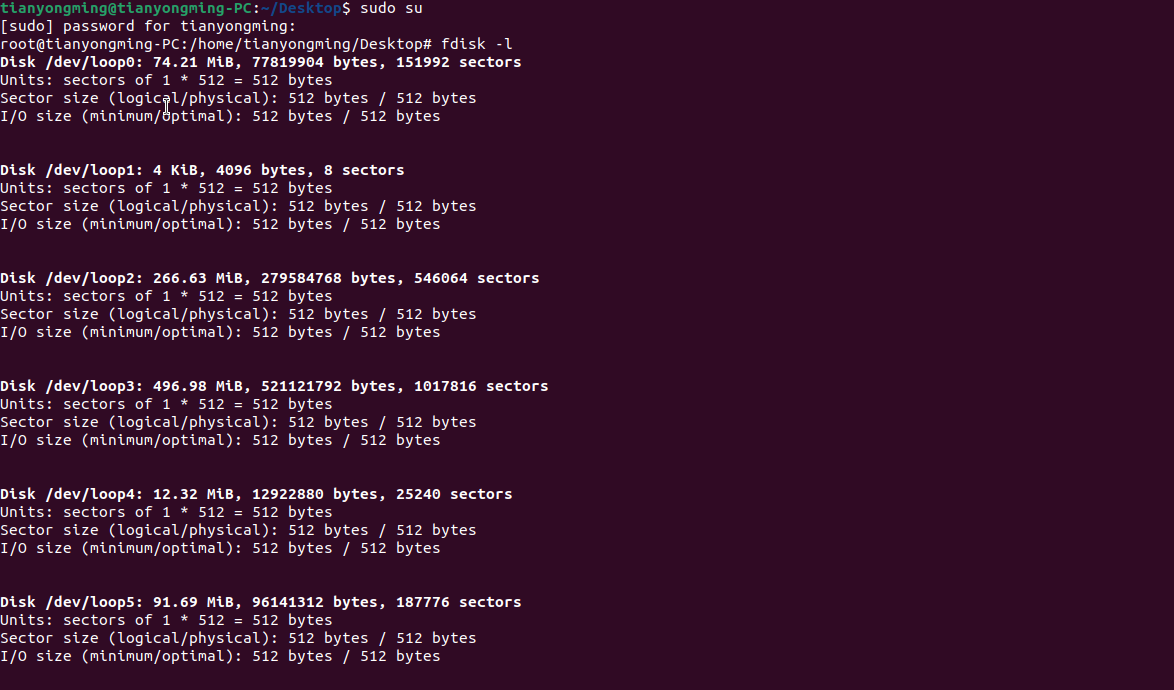 tianyongming@tianyongming-PC:~/Desktop$ sudo su
[sudo] password for tianyongming:
root@tianyongming-PC:/home/tianyongming/Desktop# fdisk -l
Disk /dev/loop0: 74.21 MiB, 77819904 bytes, 151992 sectors
Units: sectors of 1 * 512 = 512 bytes
Sector size (logical/physical): 512 bytes / 512 bytes
I/O size (minimum/optimal): 512 bytes / 512 bytes
Disk /dev/loop1: 4 KiB, 4096 bytes, 8 sectors
Units: sectors of 1 * 512 = 512 bytes
Sector size (logical/physical): 512 bytes / 512 bytes
I/O size (minimum/optimal): 512 bytes / 512 bytes
Disk /dev/loop2: 266.63 MiB, 279584768 bytes, 546064 sectors
Units: sectors of 1 * 512 = 512 bytes
Sector size (logical/physical): 512 bytes / 512 bytes
I/O size (minimum/optimal): 512 bytes / 512 bytes
Disk /dev/loop3: 496.98 MiB, 521121792 bytes, 1017816 sectors
Units: sectors of 1 * 512 = 512 bytes
Sector size (logical/physical): 512 bytes / 512 bytes
I/O size (minimum/optimal): 512 bytes / 512 bytes
Disk /dev/loop4: 12.32 MiB, 12922880 bytes, 25240 sectors
Units: sectors of 1 * 512 = 512 bytes
Sector size (logical/physical): 512 bytes / 512 bytes
I/O size (minimum/optimal): 512 bytes / 512 bytes
Disk /dev/loop5: 91.69 MiB, 96141312 bytes, 187776 sectors
Units: sectors of 1 * 512 = 512 bytes
Sector size (logical/physical): 512 bytes / 512 bytes
I/O size (minimum/optimal): 512 bytes / 512 bytes